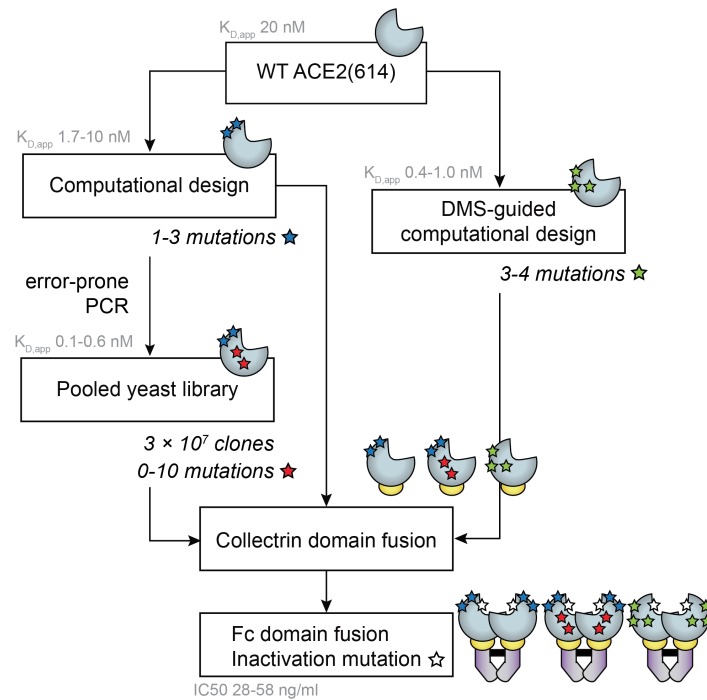 K_D,app 20 nM
WT ACE2(614)
K_D,app 1.7-10 nM
Computational design
1-3 mutations
K_D,app 0.4-1.0 nM
DMS-guided
computational design
3-4 mutations
error-prone
PCR
K_D,app 0.1-0.6 nM
Pooled yeast library
3 × 10⁷ clones
0-10 mutations
Collectrin domain fusion
Fc domain fusion
Inactivation mutation
IC50 28-58 ng/ml